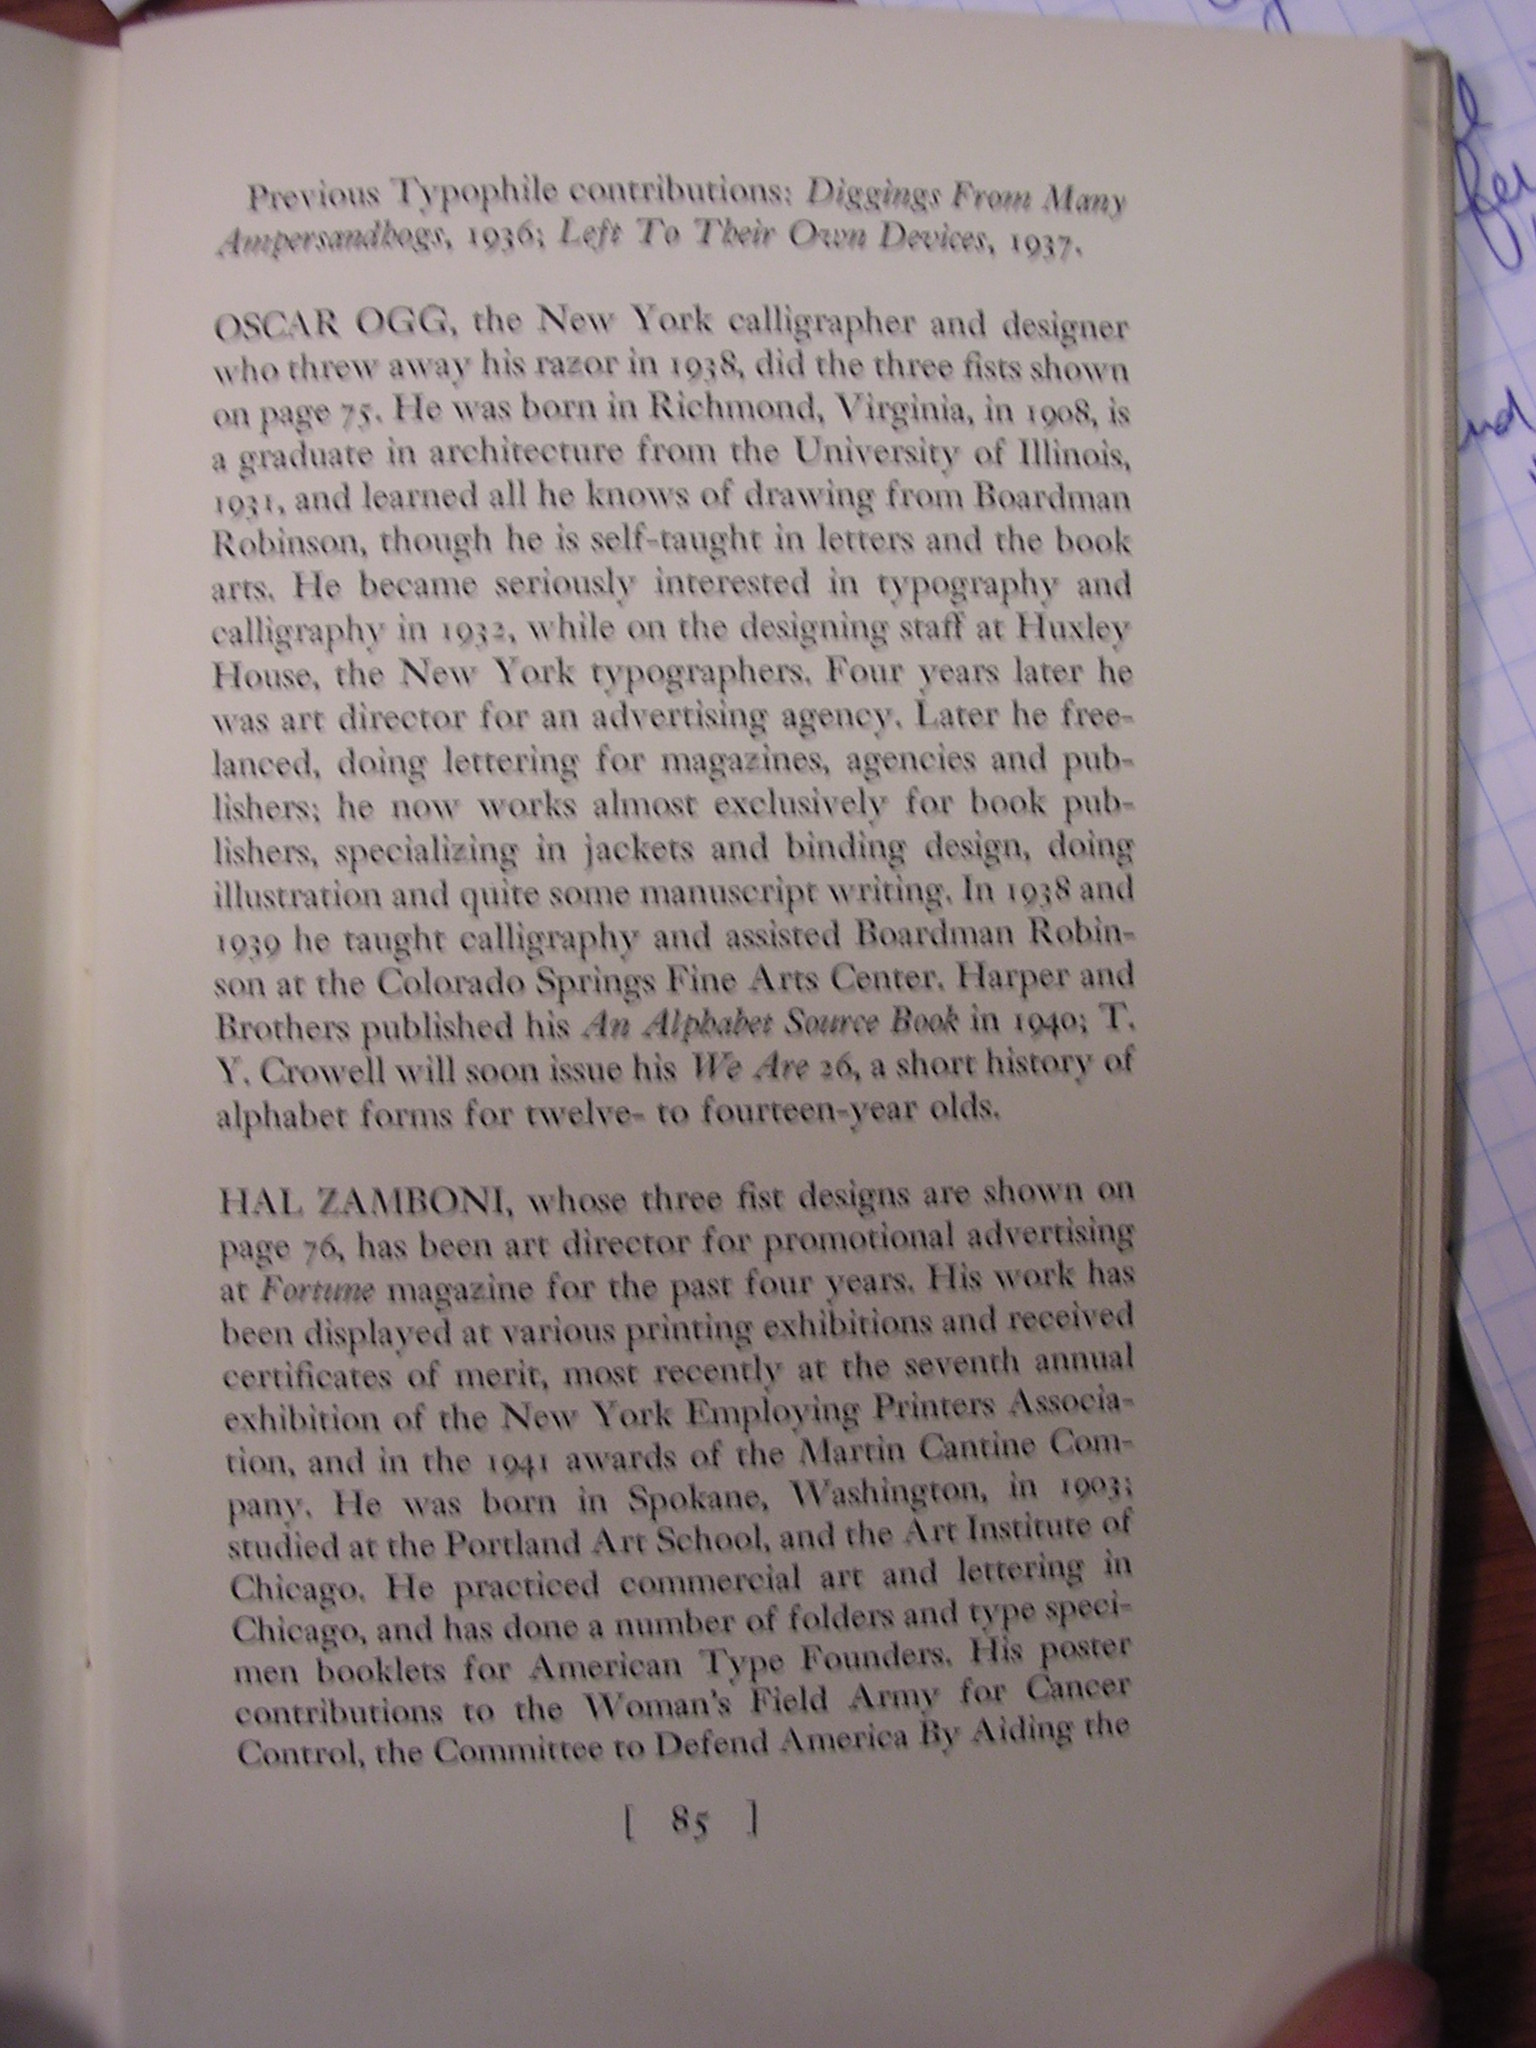 Previous Typophile contributions: Diggings From Many
Ampersandhogs, 1936; Left To Their Own Devices, 1937.
OSCAR OGG, the New York calligrapher and designer
who threw away his razor in 1938, did the three fists shown
on page 75. He was born in Richmond, Virginia, in 1908, is
a graduate in architecture from the University of Illinois,
1931, and learned all he knows of drawing from Boardman
Robinson, though he is self-taught in letters and the book
arts. He became seriously interested in typography and
calligraphy in 1932, while on the designing staff at Huxley
House, the New York typographers. Four years later he
was art director for an advertising agency. Later he free-
lanced, doing lettering for magazines, agencies and pub-
lishers; he now works almost exclusively for book pub-
lishers, specializing in jackets and binding design, doing
illustration and quite some manuscript writing. In 1938 and
1939 he taught calligraphy and assisted Boardman Robin-
son at the Colorado Springs Fine Arts Center. Harper and
Brothers published his An Alphabet Source Book in 1940; T.
Y. Crowell will soon issue his We Are 26, a short history of
alphabet forms for twelve- to fourteen-year olds.
HAL ZAMBONI, whose three fist designs are shown on
page 76, has been art director for promotional advertising
at Fortune magazine for the past four years. His work has
been displayed at various printing exhibitions and received
certificates of merit, most recently at the seventh annual
exhibition of the New York Employing Printers Associa-
tion, and in the 1941 awards of the Martin Cantine Com-
pany. He was born in Spokane, Washington, in 1903;
studied at the Portland Art School, and the Art Institute of
Chicago. He practiced commercial art and lettering in
Chicago, and has done a number of folders and type speci-
men booklets for American Type Founders. His poster
contributions to the Woman's Field Army for Cancer
Control, the Committee to Defend America By Aiding the
[ 85 ]